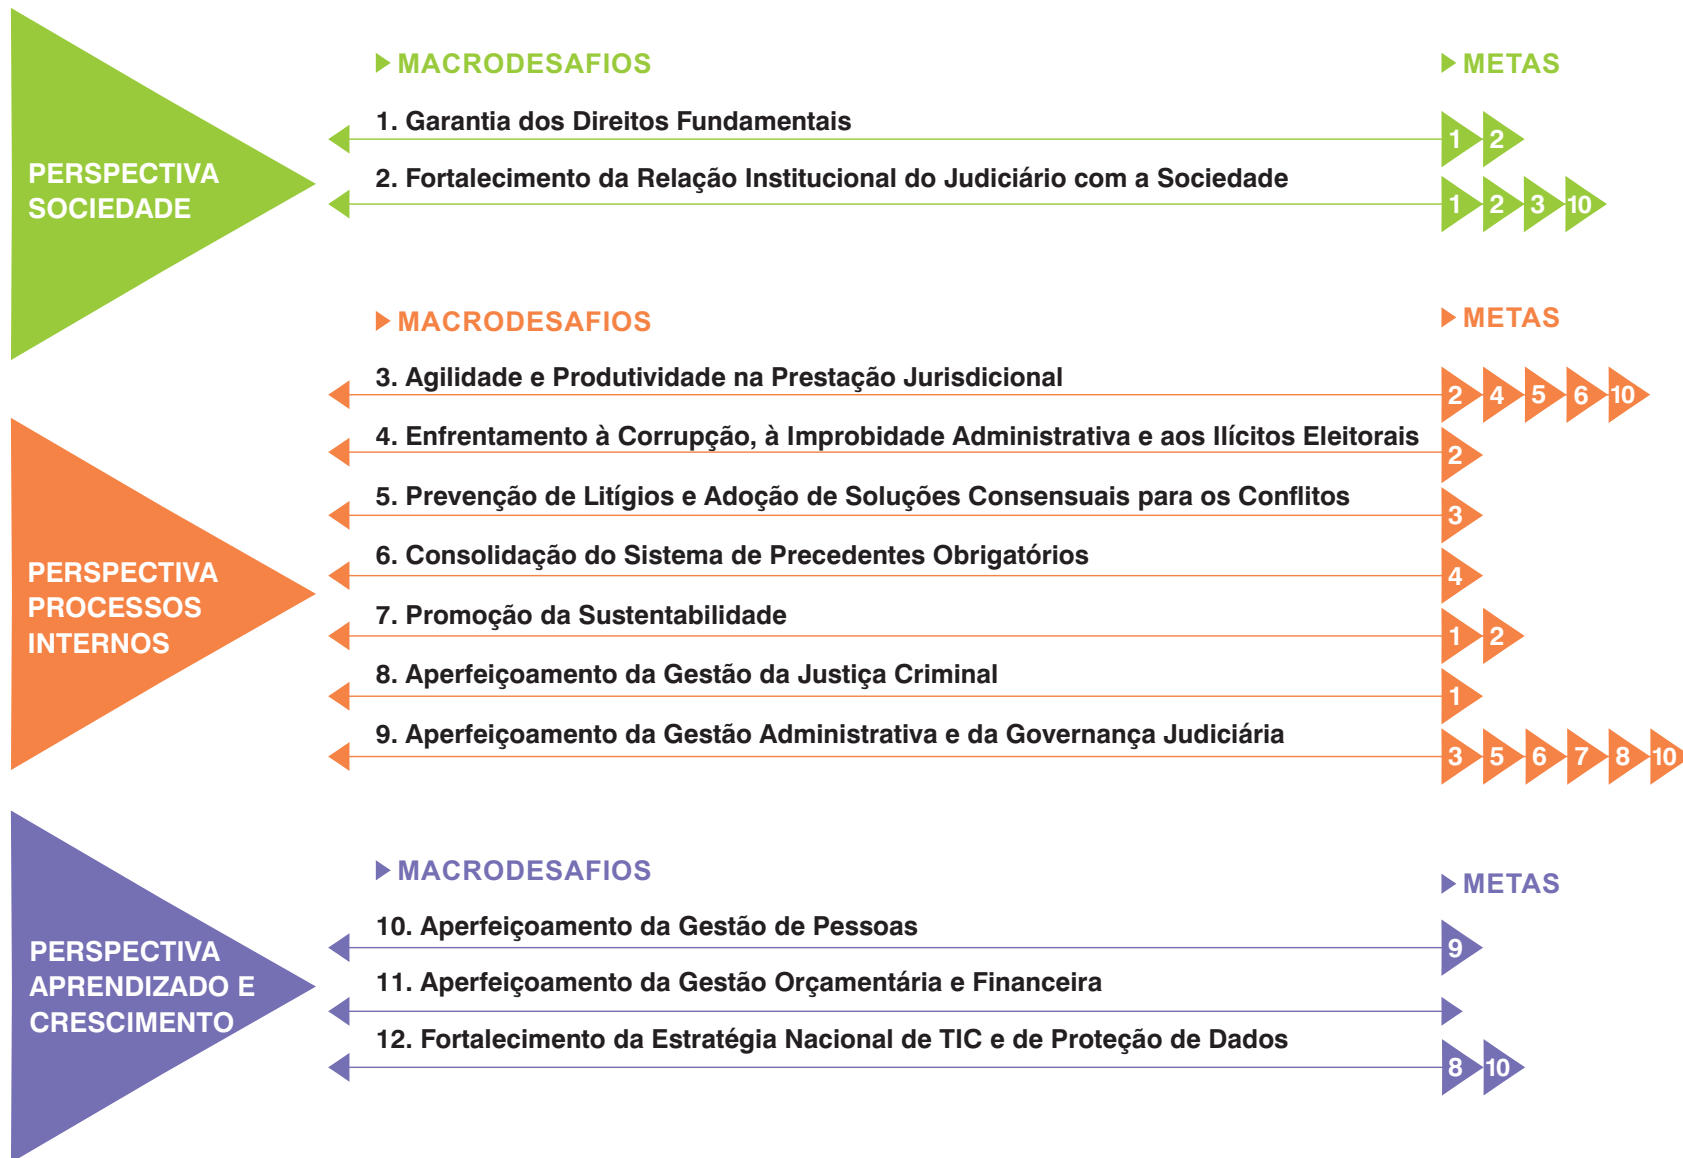 PERSPECTIVA
SOCIEDADE
MACRODESAFIOS
METAS
1. Garantia dos Direitos Fundamentais
1 2
2. Fortalecimento da Relação Institucional do Judiciário com a Sociedade
1 2 3 10
PERSPECTIVA
PROCESSOS
INTERNOS
MACRODESAFIOS
METAS
3. Agilidade e Produtividade na Prestação Jurisdicional
2 4 5 6 10
4. Enfrentamento à Corrupção, à Improbidade Administrativa e aos Ilícitos Eleitorais
2
5. Prevenção de Litígios e Adoção de Soluções Consensuais para os Conflitos
3
6. Consolidação do Sistema de Precedentes Obrigatórios
4
7. Promoção da Sustentabilidade
1 2
8. Aperfeiçoamento da Gestão da Justiça Criminal
1
9. Aperfeiçoamento da Gestão Administrativa e da Governança Judiciária
3 5 6 7 8 10
PERSPECTIVA
APRENDIZADO E
CRESCIMENTO
MACRODESAFIOS
METAS
10. Aperfeiçoamento da Gestão de Pessoas
9
11. Aperfeiçoamento da Gestão Orçamentária e Financeira
12. Fortalecimento da Estratégia Nacional de TIC e de Proteção de Dados
8 10